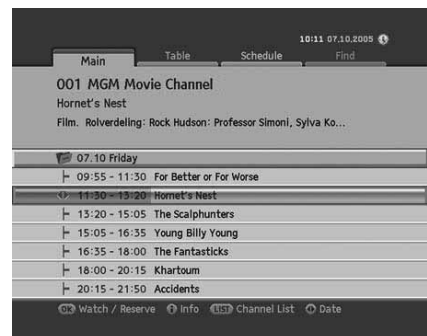 10:11 07.10.2005
Main Table Schedule Find
001 MGM Movie Channel
Hornet's Nest
Film. Rolverdeling: Rock Hudson: Professor Simoni, Sylva Ko...
07.10 Friday
09:55 - 11:30 For Better or For Worse
11:30 - 13:20 Hornet's Nest
13:20 - 15:05 The Scalphunters
15:05 - 16:35 Young Billy Young
16:35 - 18:00 The Fantasticks
18:00 - 20:15 Khartoum
20:15 - 21:50 Accidents
OK Watch / Reserve i Info LIST Channel List Date